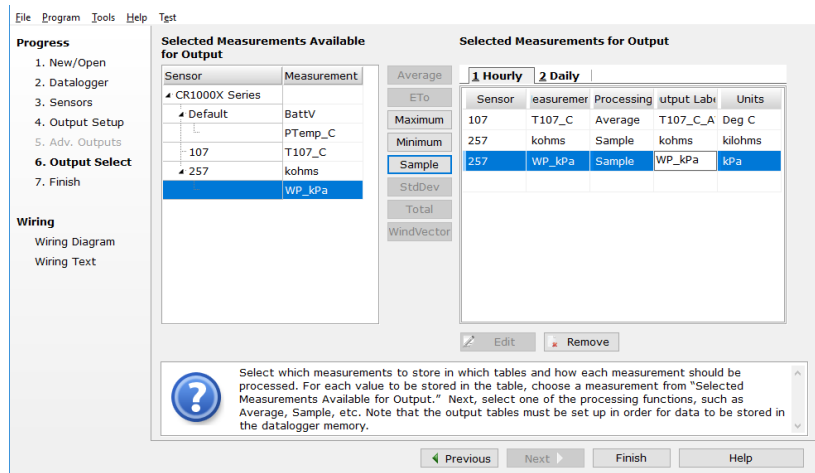 File Program Tools Help Test
Progress
1. New/Open
2. Datalogger
3. Sensors
4. Output Setup
5. Adv. Outputs
6. Output Select
7. Finish
Wiring
Wiring Diagram
Wiring Text
Selected Measurements Available
for Output
Sensor Measurement
CR1000X Series
Default BattV
PTemp_C
107 T107_C
257 kohms
WP_kPa
Average
ETo
Maximum
Minimum
Sample
StdDev
Total
WindVector
Selected Measurements for Output
1 Hourly 2 Daily
Sensor easuremer Processing utput Labe Units
107 T107_C Average T107_C_A Deg C
257 kohms Sample kohms kilohms
257 WP_kPa Sample WP_kPa kPa
Edit Remove
Select which measurements to store in which tables and how each measurement should be
processed. For each value to be stored in the table, choose a measurement from "Selected
Measurements Available for Output." Next, select one of the processing functions, such as
Average, Sample, etc. Note that the output tables must be set up in order for data to be stored in
the datalogger memory.
Previous Next Finish Help